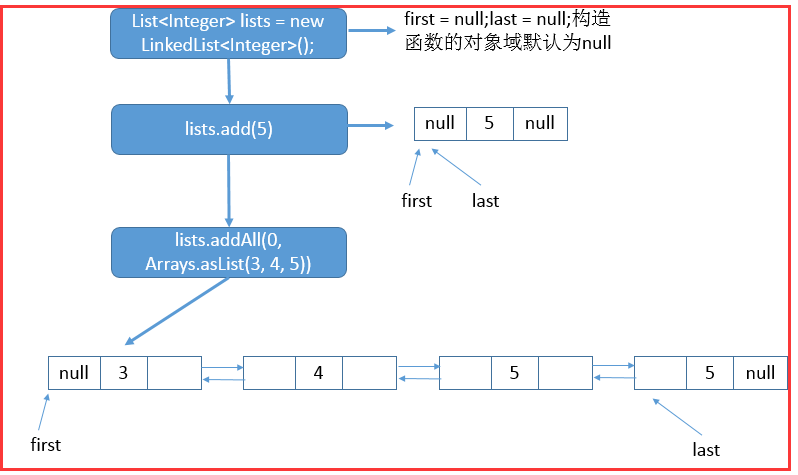 List<Integer> lists = new
LinkedList<Integer>();
first = null;last = null;构造
函数的对象域默认为null
lists.add(5)
null 5 null
first last
lists.addAll(0,
Arrays.asList(3, 4, 5))
null 3 4 5 5 null
first
last